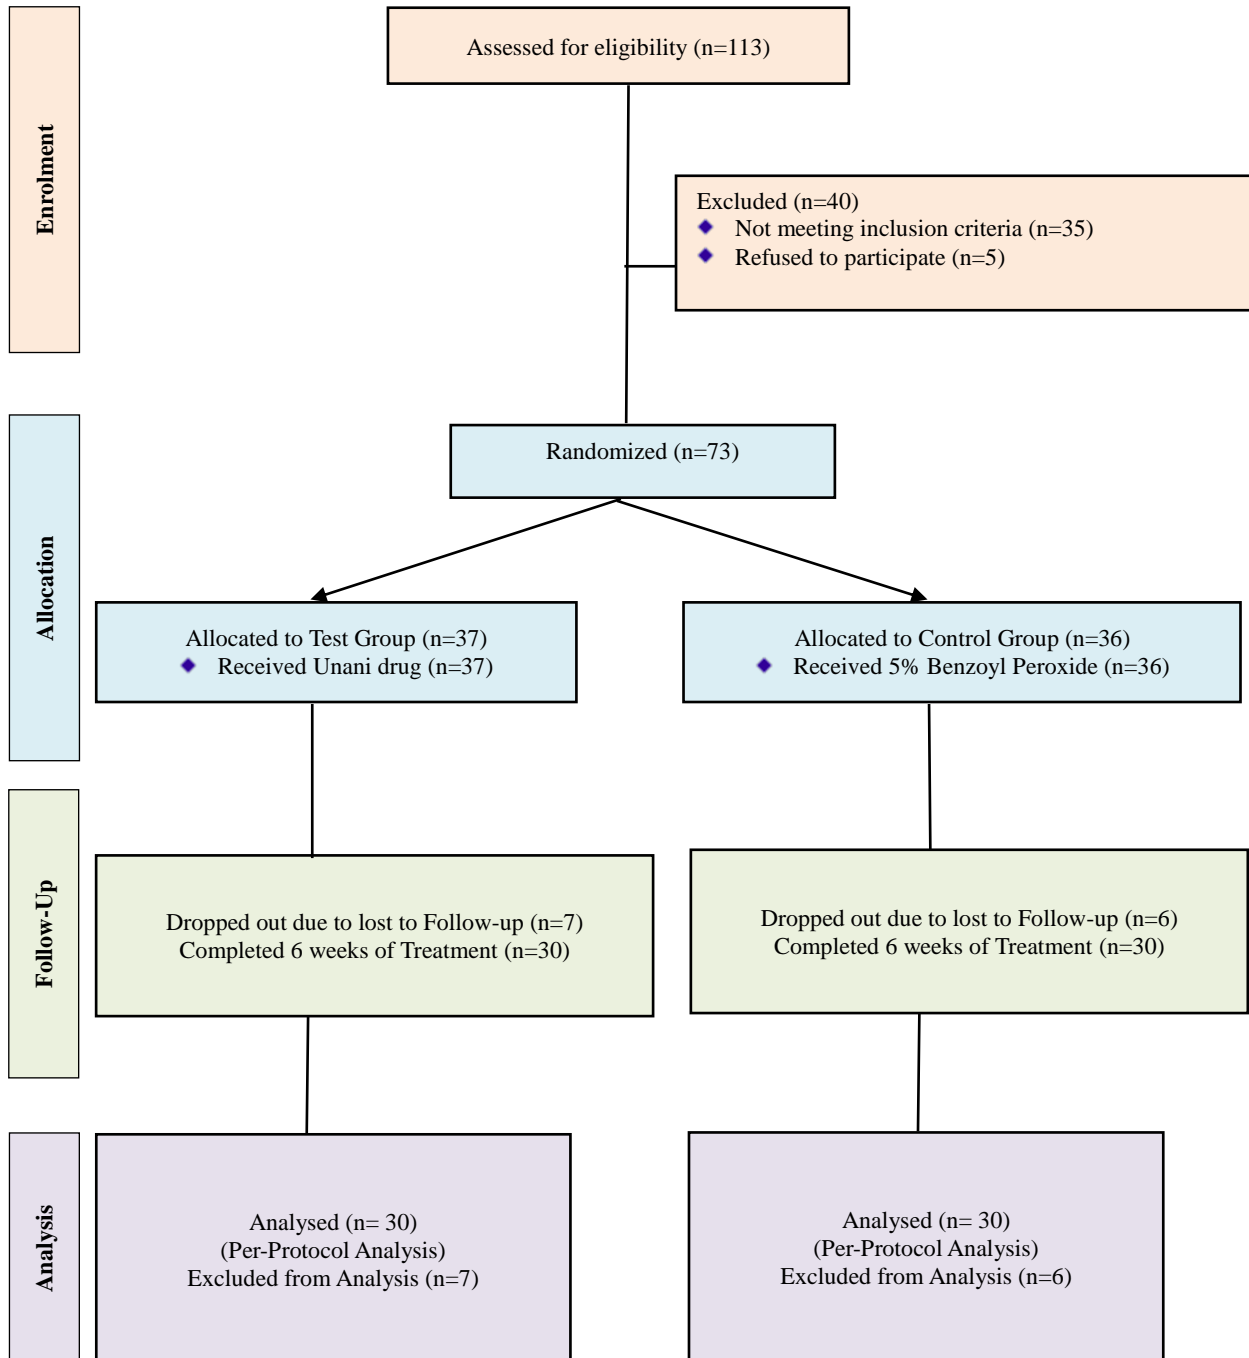 Enrolment
Assessed for eligibility (n=113)
Excluded (n=40)
Not meeting inclusion criteria (n=35)
Refused to participate (n=5)
Allocation
Randomized (n=73)
Allocated to Test Group (n=37)
Received Unani drug (n=37)
Allocated to Control Group (n=36)
Received 5% Benzoyl Peroxide (n=36)
Follow-Up
Dropped out due to lost to Follow-up (n=7)
Completed 6 weeks of Treatment (n=30)
Dropped out due to lost to Follow-up (n=6)
Completed 6 weeks of Treatment (n=30)
Analysis
Analysed (n= 30)
(Per-Protocol Analysis)
Excluded from Analysis (n=7)
Analysed (n= 30)
(Per-Protocol Analysis)
Excluded from Analysis (n=6)